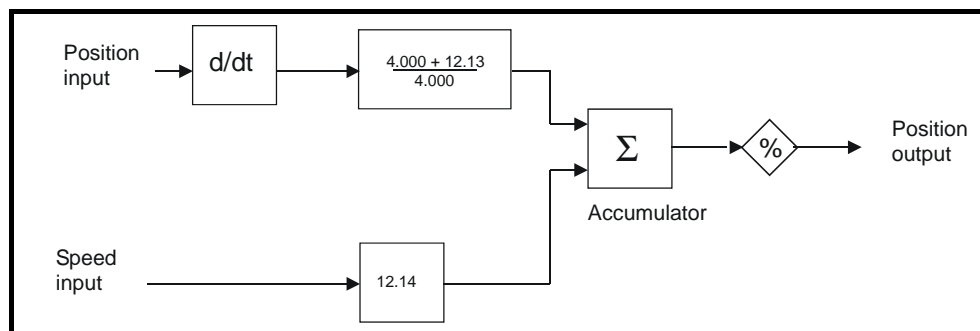 Position
input
d/dt
4.000 + 12.13
4.000
Σ
Accumulator
%
Position
output
Speed
input
12.14